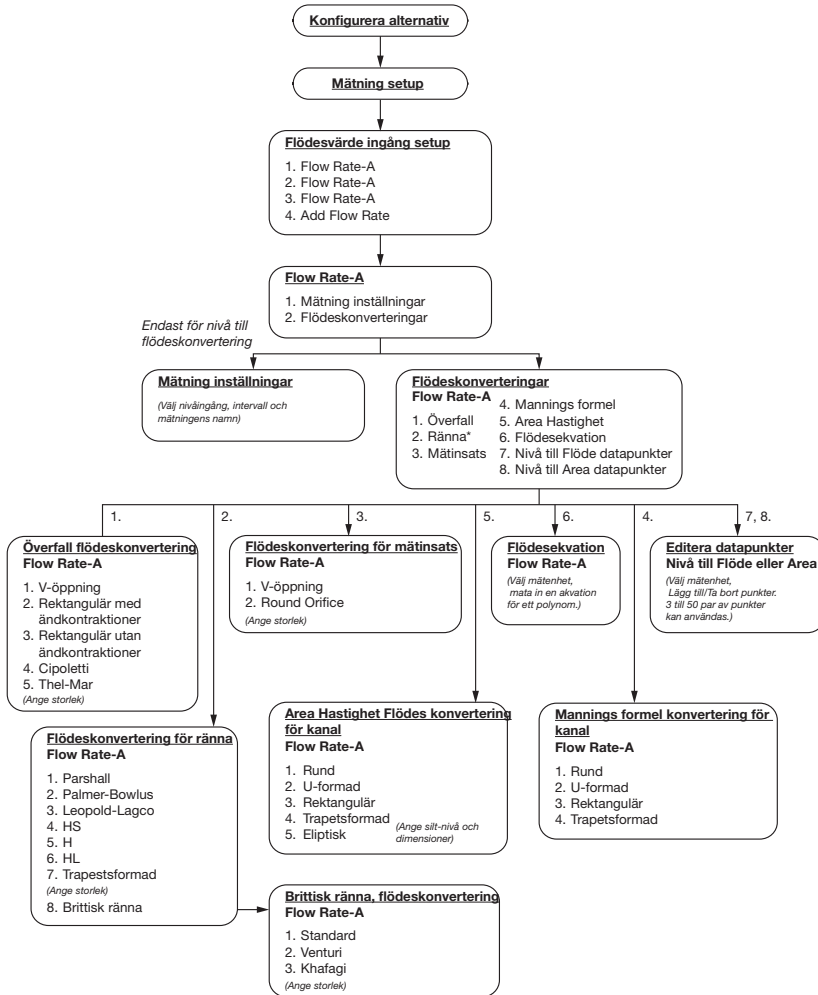 Konfigurera alternativ
Mätning setup
Flödesvärde ingång setup
1. Flow Rate-A
2. Flow Rate-A
3. Flow Rate-A
4. Add Flow Rate
Flow Rate-A
1. Mätning inställningar
2. Flödeskonverteringar
Endast för nivå till
flödeskonvertering
Mätning inställningar
(Välj nivåingång, intervall och
mätningens namn)
Flödeskonverteringar
Flow Rate-A
1. Överfall
2. Ränna*
3. Mätinsats
4. Mannings formel
5. Area Hastighet
6. Flödesekvation
7. Nivå till Flöde datapunkter
8. Nivå till Area datapunkter
1.
2.
3.
5.
6.
4.
7, 8.
Överfall flödeskonvertering
Flow Rate-A
1. V-öppning
2. Rektangulär med
ändkontraktioner
3. Rektangulär utan
ändkontraktioner
4. Cipoletti
5. Thel-Mar
(Ange storlek)
Flödeskonvertering för mätinsats
Flow Rate-A
1. V-öppning
2. Round Orifice
(Ange storlek)
Flödesekvation
Flow Rate-A
(Välj mätenhet,
mata in en akvation
för ett polynom.)
Editera datapunkter
Nivå till Flöde eller Area
(Välj mätenhet,
Lägg till/Ta bort punkter.
3 till 50 par av punkter
kan användas.)
Flödeskonvertering för ränna
Flow Rate-A
1. Parshall
2. Palmer-Bowlus
3. Leopold-Lagco
4. HS
5. H
6. HL
7. Trapestsformad
(Ange storlek)
8. Brittisk ränna
Area Hastighet Flödes konvertering
för kanal
Flow Rate-A
1. Rund
2. U-formad
3. Rektangulär
4. Trapetsformad
5. Eliptisk
(Ange silt-nivå och
dimensioner)
Mannings formel konvertering för
kanal
Flow Rate-A
1. Rund
2. U-formad
3. Rektangulär
4. Trapetsformad
Brittisk ränna, flödeskonvertering
Flow Rate-A
1. Standard
2. Venturi
3. Khafagi
(Ange storlek)